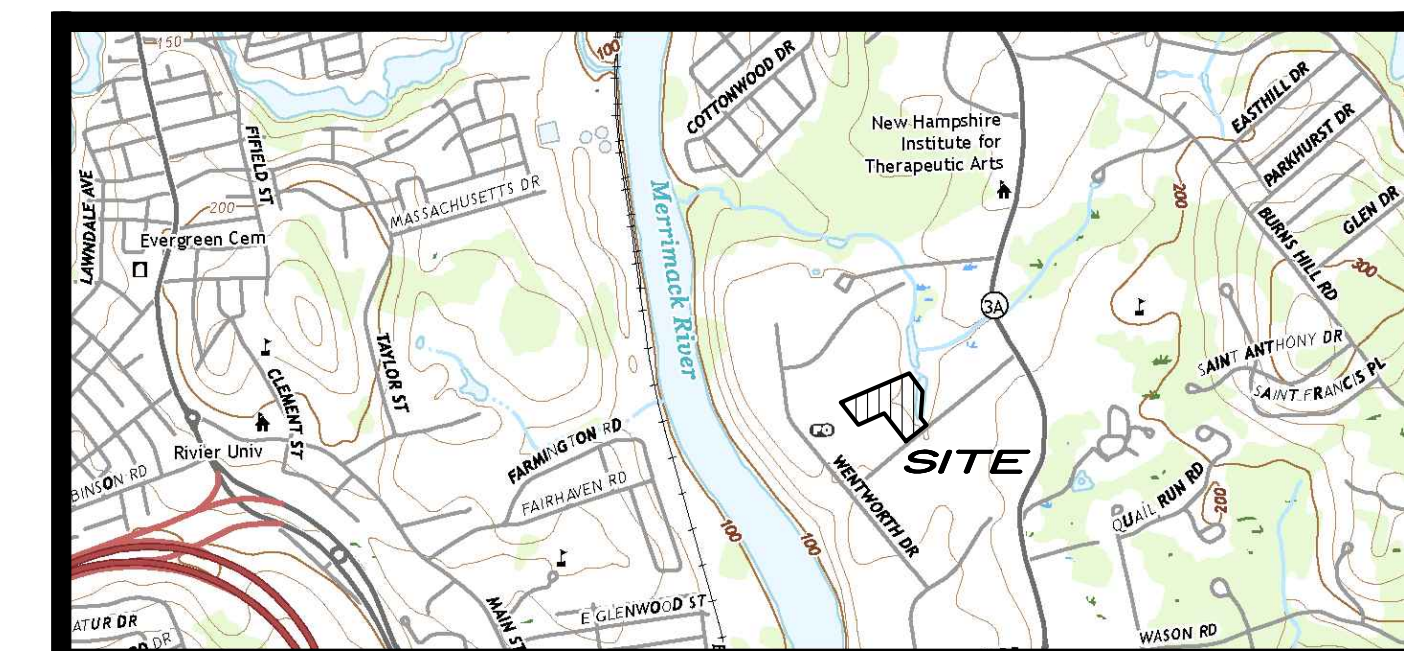 150
100
COTTONWOOD DR
EASTHILL DR
PARKHURST DR
GLEN DR
New Hampshire
Institute for
Therapeutic Arts
FIFIELD ST
LAWNDALE AVE
200
MASSACHUSETTS DR
Evergreen Cem
Merrimack River
200
BURNS HILL RD
300
3A
TAYLOR ST
CLEMENT ST
SAINT ANTHONY DR
SAINT FRANCIS PL
Rivier Univ
FARMINGTON RD
FAIRHAVEN RD
SITE
WENTWORTH DR
QUAIL RUN RD
200
BINSON RD
100
100
MAIN ST
E GLENWOOD ST
WASON RD
ATUR DR
DR